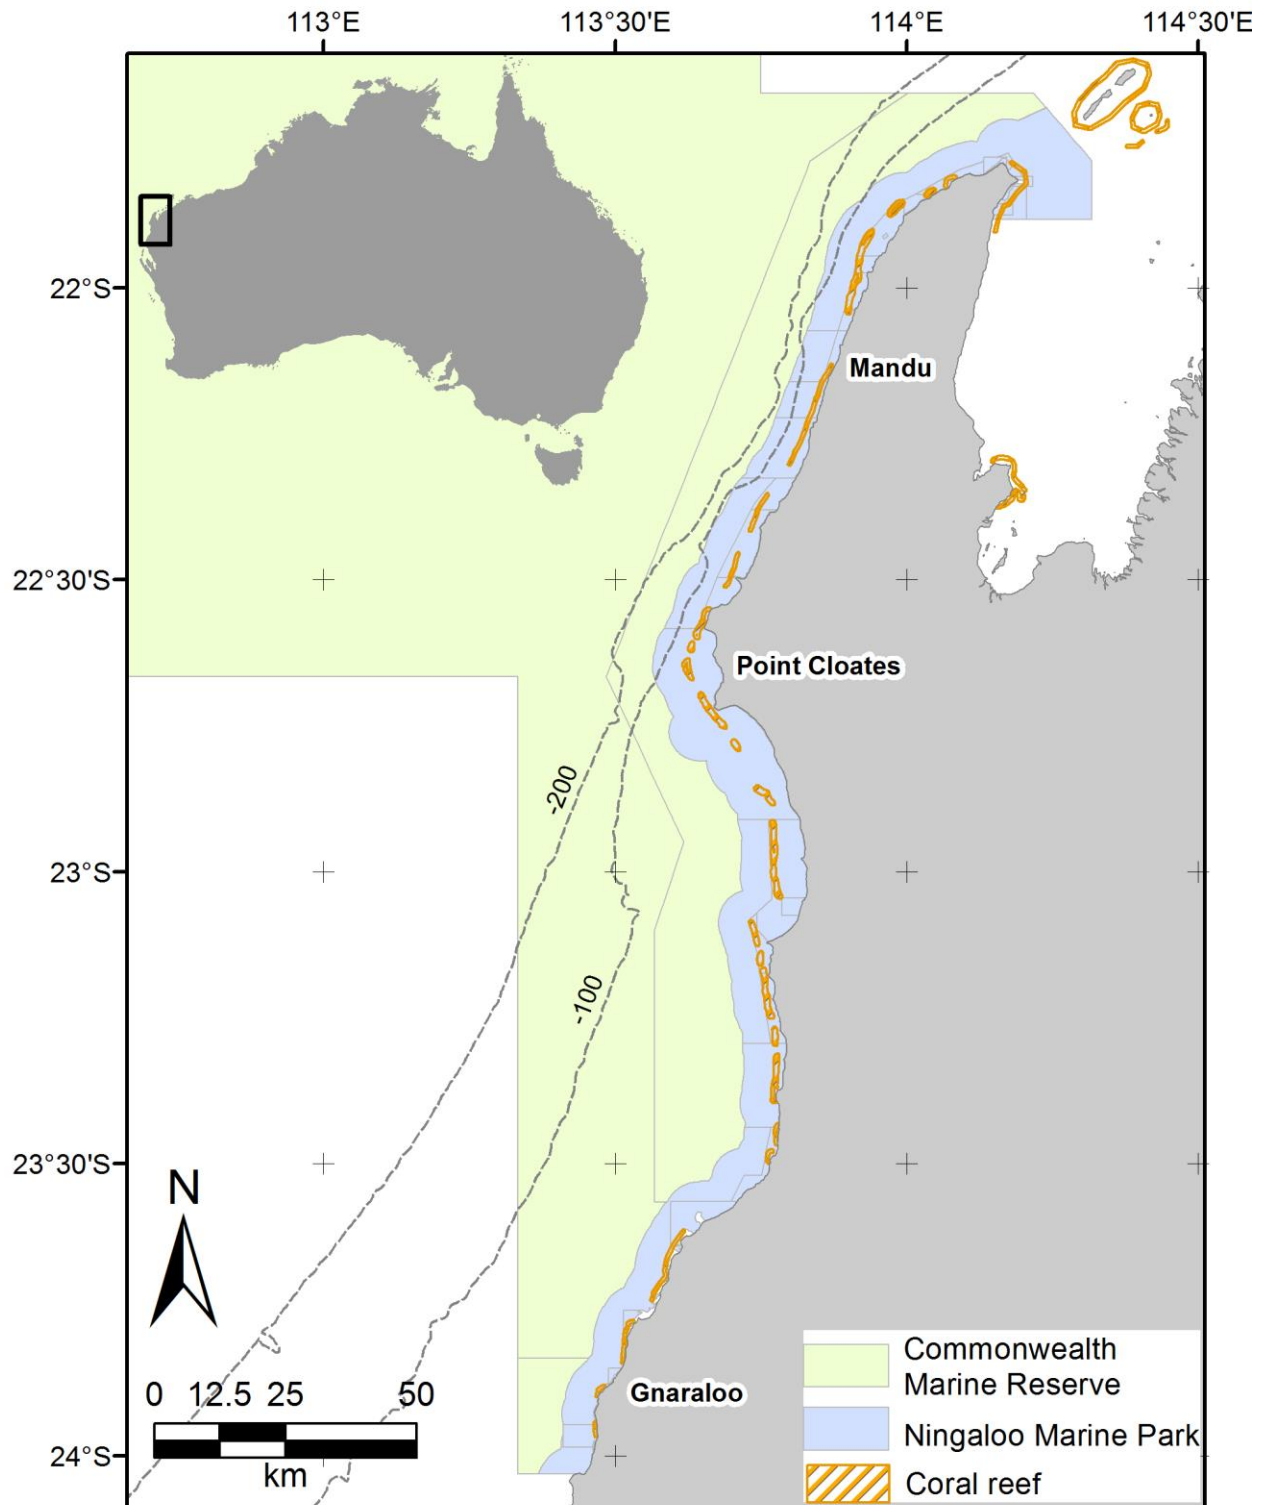 113°E 113°30'E 114°E 114°30'E
22°S
Mandu
22°30'S
Point Cloates
-200
23°S
-100
23°30'S
N
Commonwealth
Marine Reserve
0 12.5 25 50
Gnaraloo
Ningaloo Marine Park
24°S
km
Coral reef